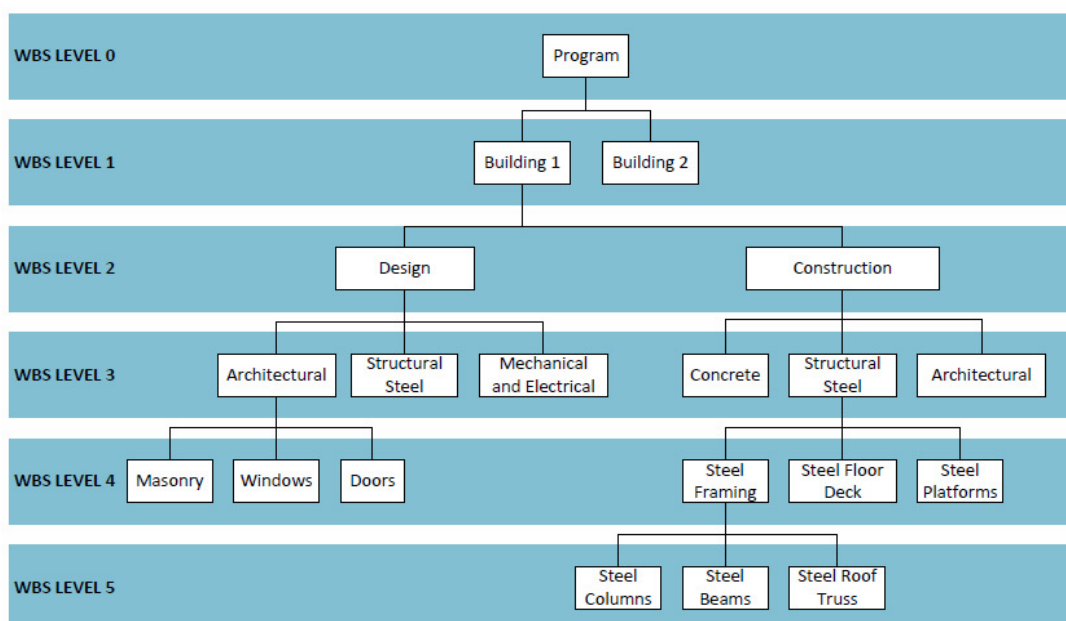 WBS LEVEL 0
Program
WBS LEVEL 1
Building 1
Building 2
WBS LEVEL 2
Design
Construction
WBS LEVEL 3
Architectural
Structural
Steel
Mechanical
and Electrical
Concrete
Structural
Steel
Architectural
WBS LEVEL 4
Masonry
Windows
Doors
Steel
Framing
Steel Floor
Deck
Steel
Platforms
WBS LEVEL 5
Steel
Columns
Steel
Beams
Steel Roof
Truss